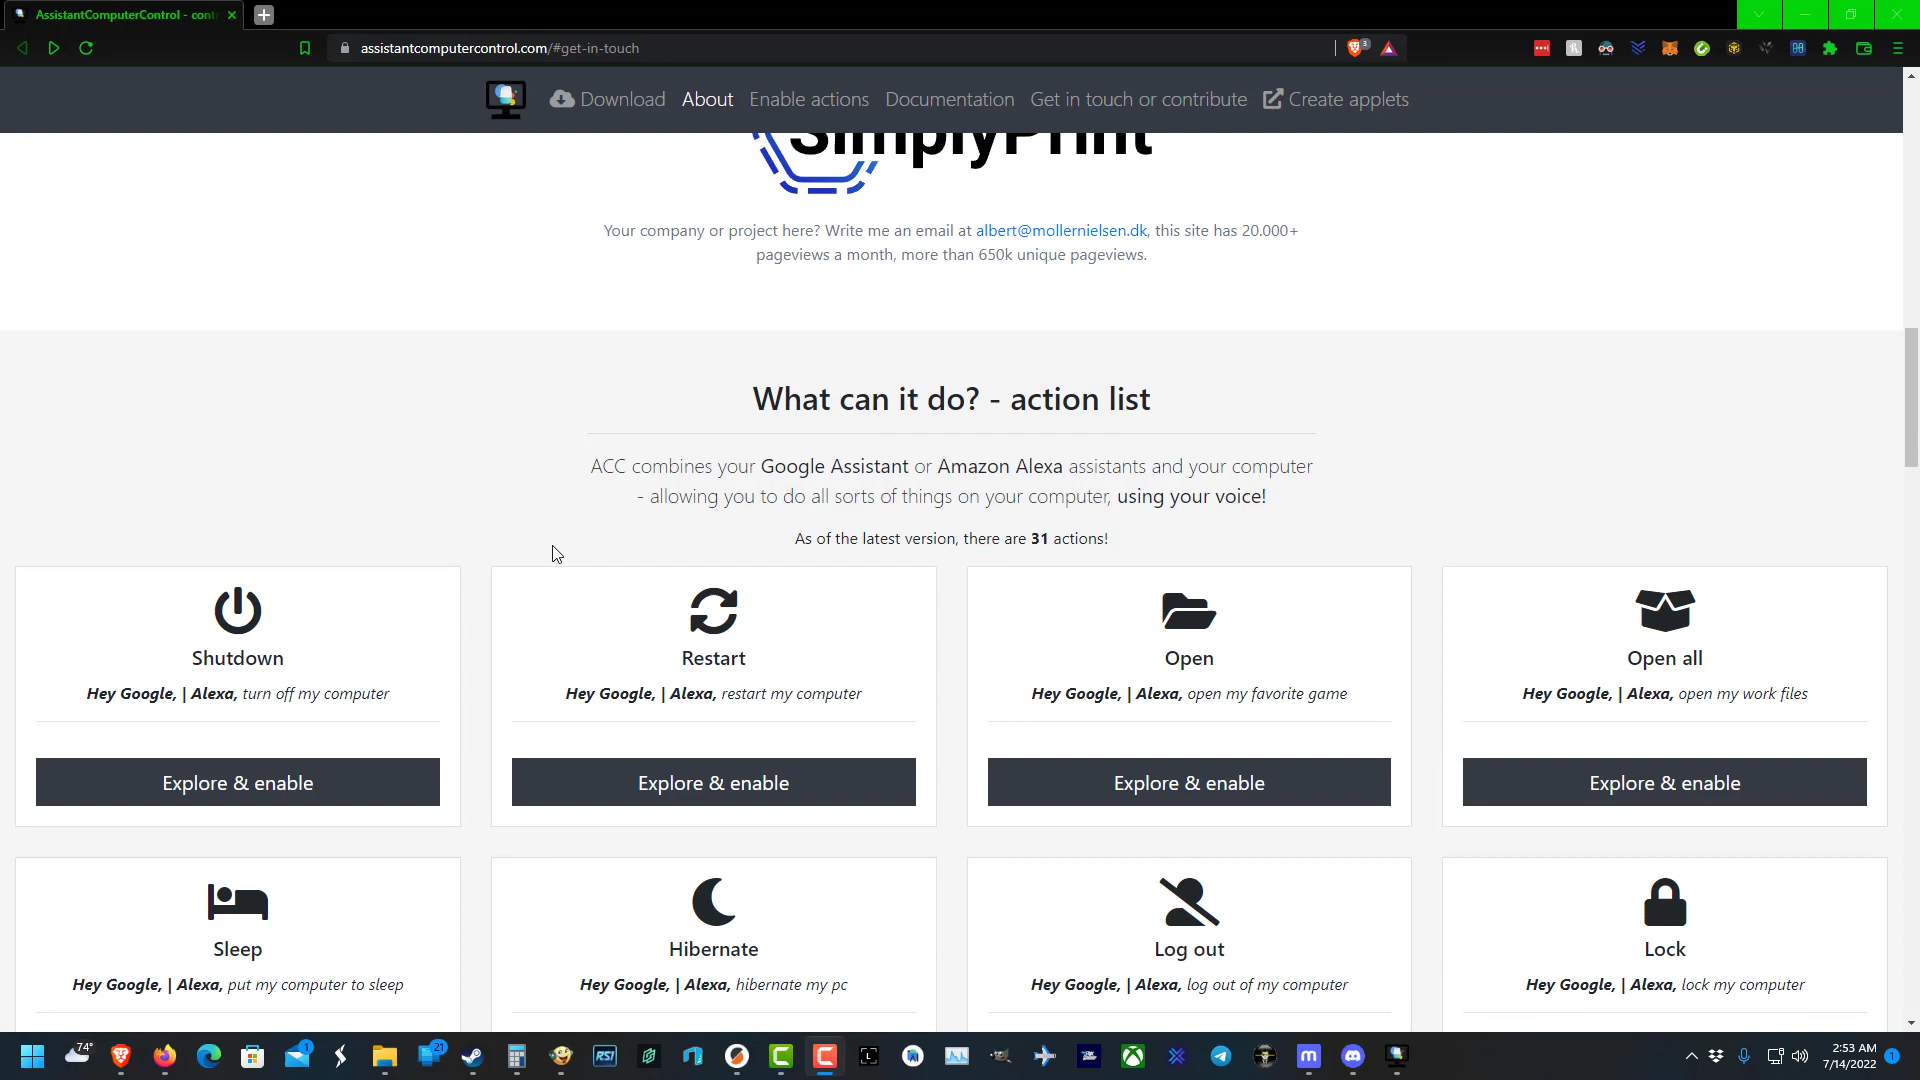 AssistantComputerControl - cont
assistantcomputercontrol.com/#get-in-touch
3
Download About Enable actions Documentation Get in touch or contribute Create applets
SimplyPrint
Your company or project here? Write me an email at albert@mollernielsen.dk, this site has 20.000+
pageviews a month, more than 650k unique pageviews.
What can it do? - action list
ACC combines your Google Assistant or Amazon Alexa assistants and your computer
- allowing you to do all sorts of things on your computer, using your voice!
As of the latest version, there are 31 actions!
Shutdown
Hey Google, | Alexa, turn off my computer
Explore & enable
Restart
Hey Google, | Alexa, restart my computer
Explore & enable
Open
Hey Google, | Alexa, open my favorite game
Explore & enable
Open all
Hey Google, | Alexa, open my work files
Explore & enable
Sleep
Hey Google, | Alexa, put my computer to sleep
Hibernate
Hey Google, | Alexa, hibernate my pc
Log out
Hey Google, | Alexa, log out of my computer
Lock
Hey Google, | Alexa, lock my computer
74°
1
21
RSI
2:53 AM
7/14/2022
1